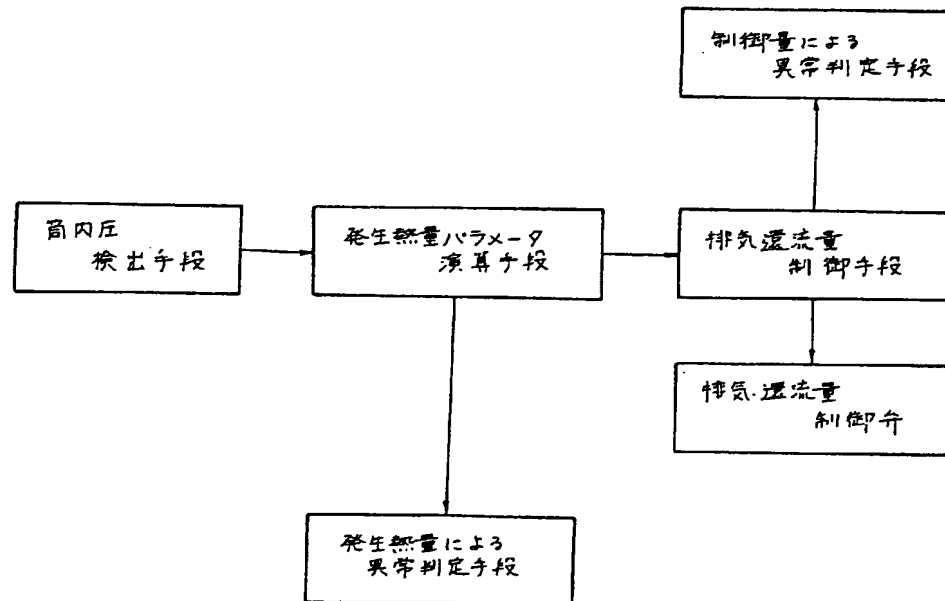 制御量による
異常判定手段
筒内圧
検出手段
発生熱量パラメータ
演算手段
排気還流量
制御手段
排気還流量
制御弁
発生熱量による
異常判定手段